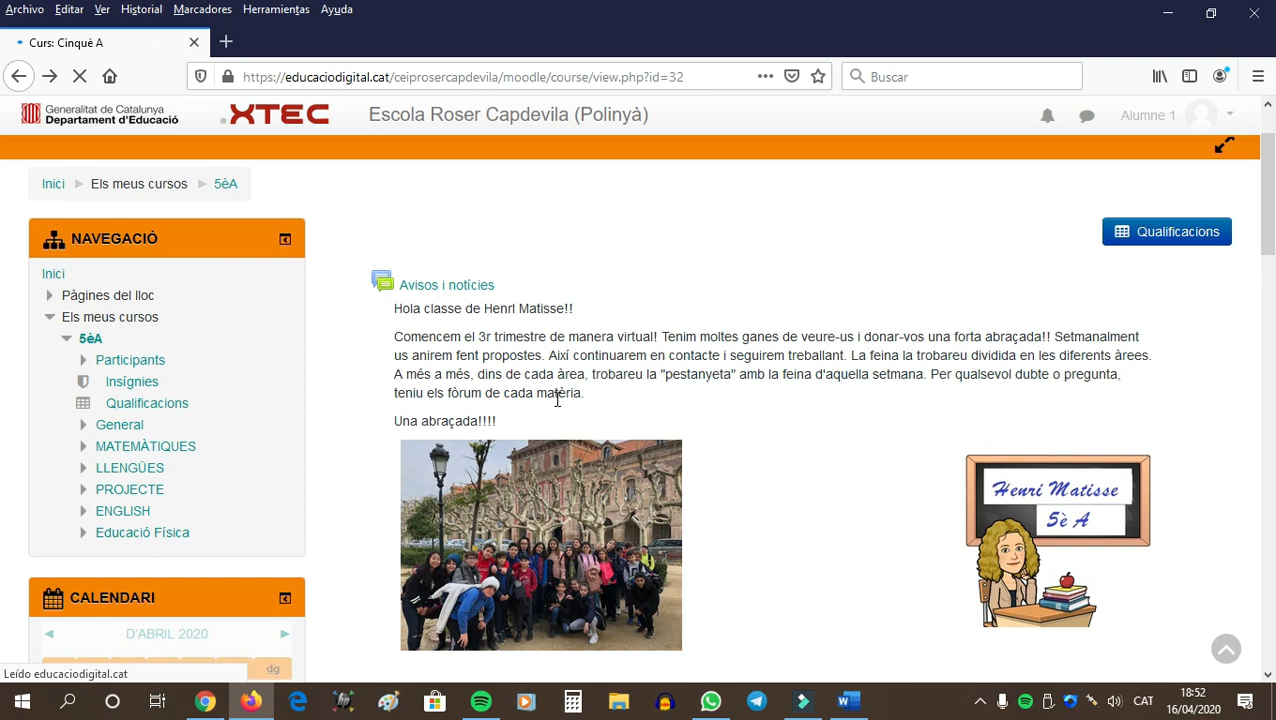 Archivo Editar Ver Historial Marcadores Herramientas Ayuda
Curs: Cinquè A
https://educaciodigital.cat/ceiprosercapdevila/moodle/course/view.php?id=32
Buscar
Generalitat de Catalunya
Departament d'Educació
.XTEC
Escola Roser Capdevila (Polinyà)
Alumne 1
Inici Els meus cursos 5èA
NAVEGACIÓ
Qualificacions
Inici
Pàgines del lloc
Els meus cursos
5èA
Participants
Insígnies
Qualificacions
General
MATEMÀTIQUES
LLENGÜES
PROJECTE
ENGLISH
Educació Física
CALENDARI
D'ABRIL 2020
dg
Avisos i notícies
Hola classe de HenrI Matisse!!
Comencem el 3r trimestre de manera virtual! Tenim moltes ganes de veure-us i donar-vos una forta abraçada!! Setmanalment
us anirem fent propostes. Així continuarem en contacte i seguirem treballant. La feina la trobareu dividida en les diferents àrees.
A més a més, dins de cada àrea, trobareu la "pestanyeta" amb la feina d'aquella setmana. Per qualsevol dubte o pregunta,
teniu els fòrum de cada matèria.
Una abraçada!!!!
Henri Matisse
5è A
Leído educaciodigital.cat
CAT
18:52
16/04/2020